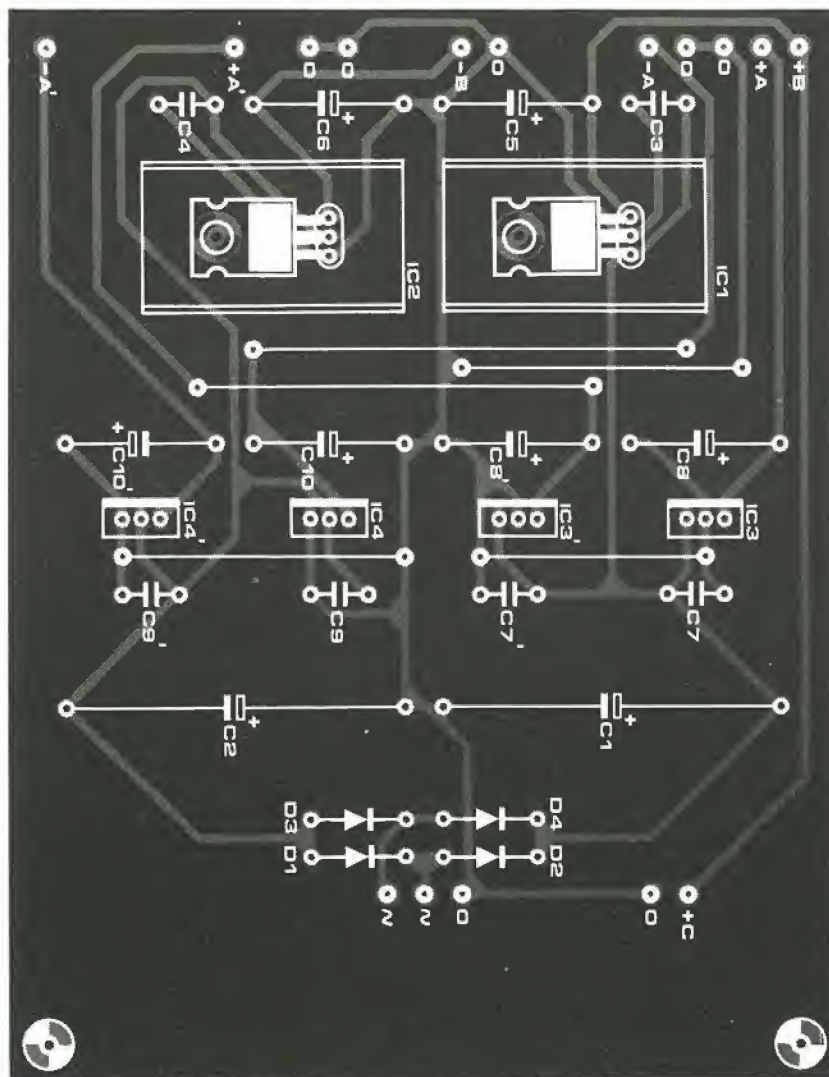 -A'
+A'
0
0
-B
0
-A
0
0
+A
+B
C4
C6 +
C5 +
C3
IC2
IC1
+ C10'
C10 +
C8' +
C8 +
IC4'
IC4
IC3'
IC3
C9'
C9
C7'
C7
C2 +
C1 +
D3
D4
D1
D2
~
~
0
0
+C